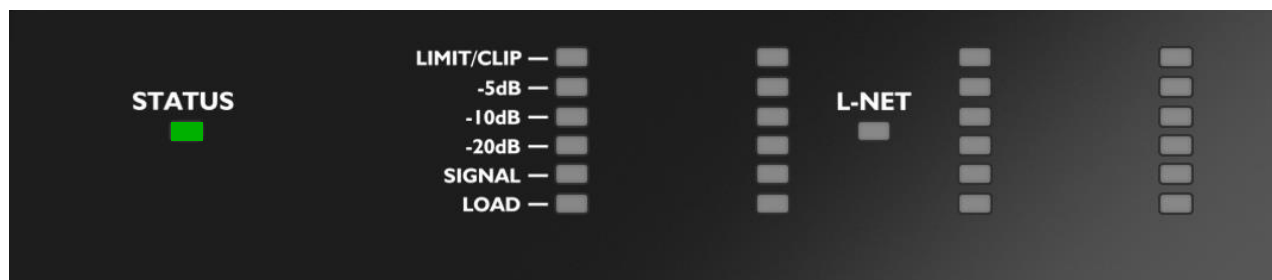 STATUS
LIMIT/CLIP
-5dB
-10dB
-20dB
SIGNAL
LOAD
L-NET